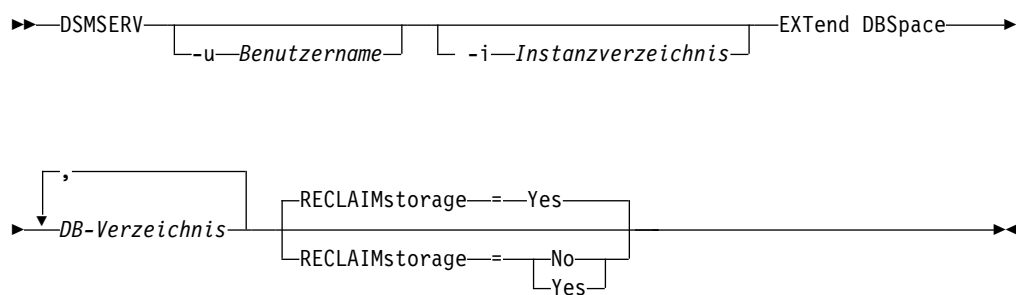 DSMSERV -u Benutzername -i Instanzverzeichnis EXTend DBSpace
,
DB-Verzeichnis
RECLAIMstorage = Yes
RECLAIMstorage = No
Yes